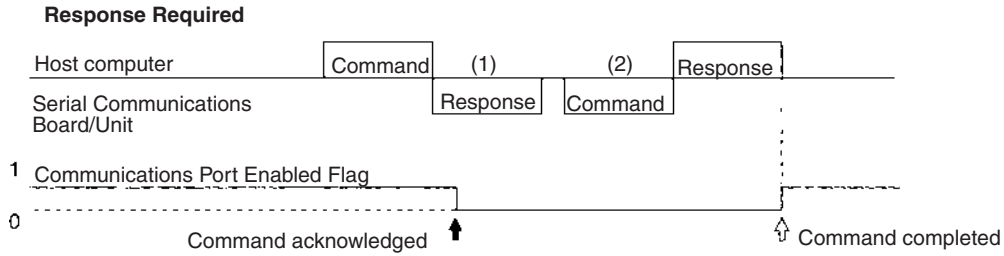 Response Required
Host computer
Command
(1)
(2)
Response
Serial Communications
Board/Unit
Response
Command
1
Communications Port Enabled Flag
0
Command acknowledged
Command completed